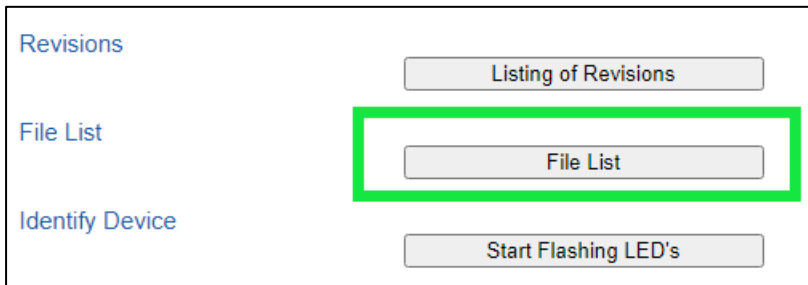 Revisions
Listing of Revisions
File List
File List
Identify Device
Start Flashing LED's